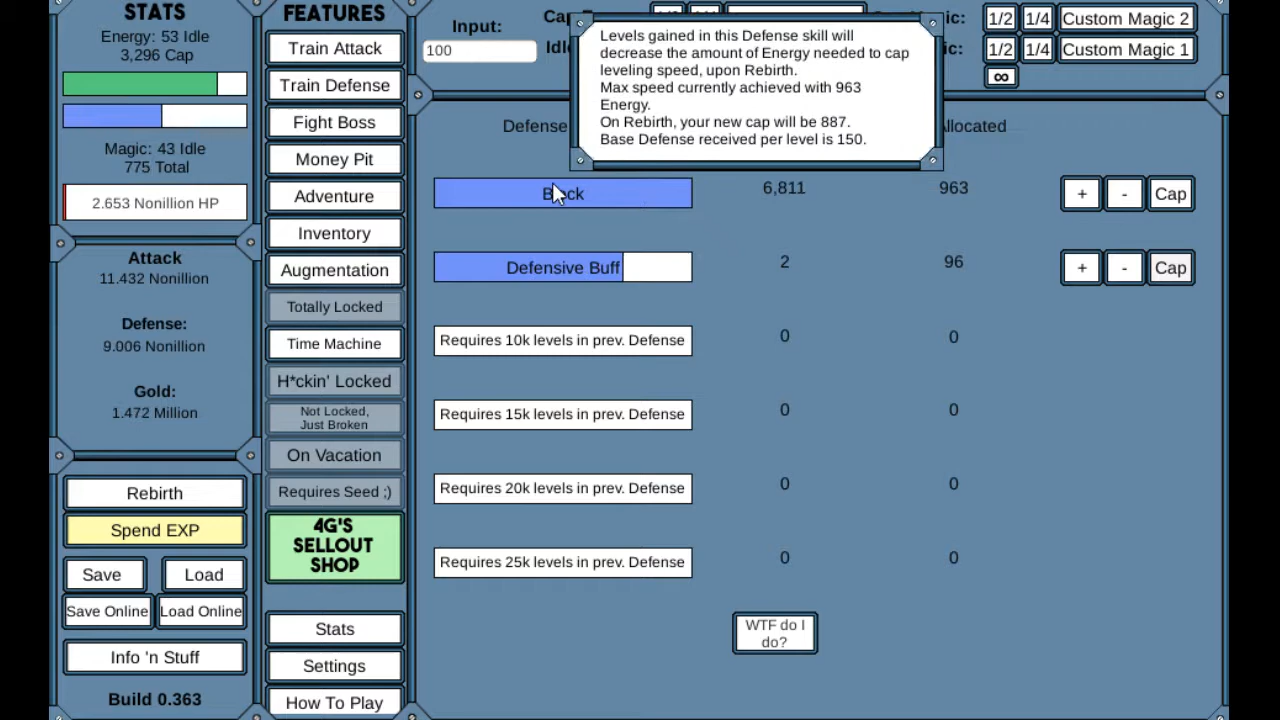 STATS
Energy: 53 Idle
3,296 Cap
Magic: 43 Idle
775 Total
2.653 Nonillion HP
Attack
11.432 Nonillion
Defense:
9.006 Nonillion
Gold:
1.472 Million
Rebirth
Spend EXP
Save
Load
Save Online
Load Online
Info 'n Stuff
Build 0.363
FEATURES
Train Attack
Train Defense
Fight Boss
Money Pit
Adventure
Inventory
Augmentation
Totally Locked
Time Machine
H*ckin' Locked
Not Locked,
Just Broken
On Vacation
Requires Seed ;)
4G'S
SELLOUT
SHOP
Stats
Settings
How To Play
Input:
100
Cap
Idle
1/2
1/4
Custom Magic 2
1/2
1/4
Custom Magic 1
∞
Levels gained in this Defense skill will
decrease the amount of Energy needed to cap
leveling speed, upon Rebirth.
Max speed currently achieved with 963
Energy.
On Rebirth, your new cap will be 887.
Base Defense received per level is 150.
Defense
Block
6,811
963
+
-
Cap
Defensive Buff
2
96
+
-
Cap
Requires 10k levels in prev. Defense
0
0
Requires 15k levels in prev. Defense
0
0
Requires 20k levels in prev. Defense
0
0
Requires 25k levels in prev. Defense
0
0
WTF do I
do?